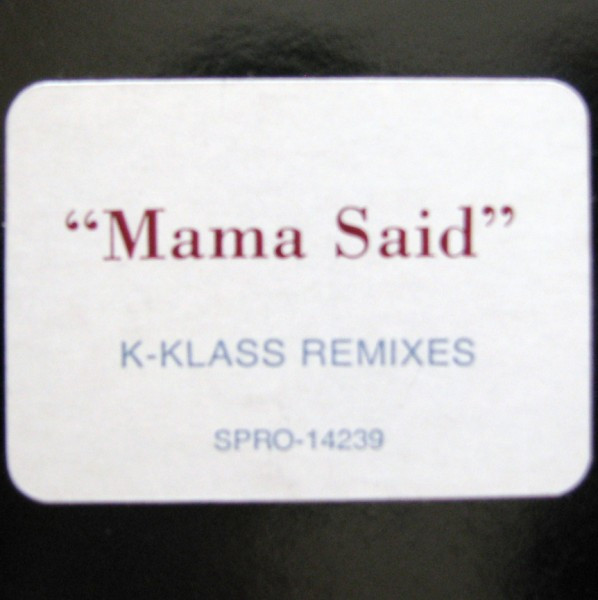 “Mama Said”
K-KLASS REMIXES
SPRO-14239